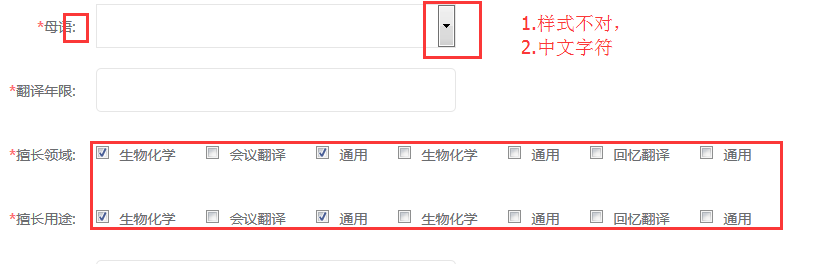 *母语:
1.样式不对，
2.中文字符
*翻译年限:
*擅长领域: 生物化学 会议翻译 通用 生物化学 通用 回忆翻译 通用
*擅长用途: 生物化学 会议翻译 通用 生物化学 通用 回忆翻译 通用